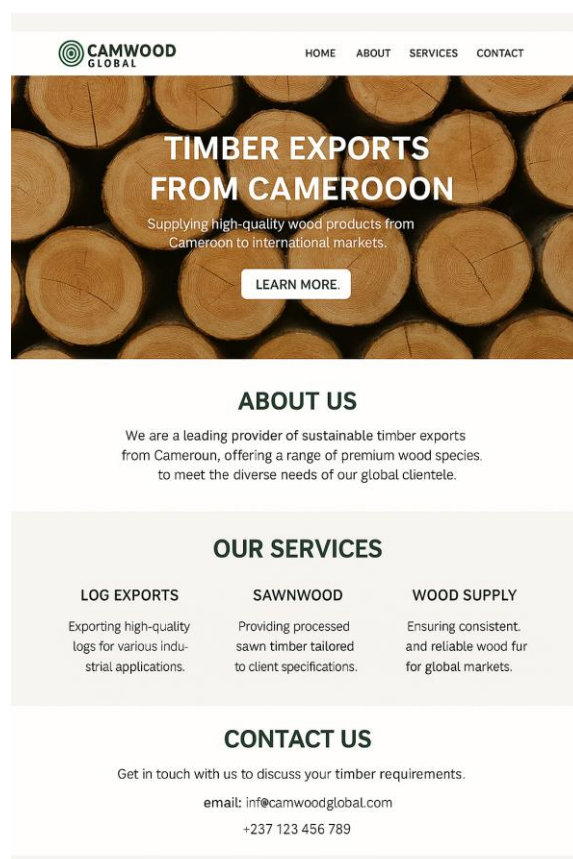 CAMWOOD
GLOBAL
HOME ABOUT SERVICES CONTACT
TIMBER EXPORTS
FROM CAMEROOON
Supplying high-quality wood products from
Cameroon to international markets.
LEARN MORE.
ABOUT US
We are a leading provider of sustainable timber exports
from Cameroun, offering a range of premium wood species.
to meet the diverse needs of our global clientele.
OUR SERVICES
LOG EXPORTS
Exporting high-quality
logs for various indu-
strial applications.
SAWNWOOD
Providing processed
sawn timber tailored
to client specifications.
WOOD SUPPLY
Ensuring consistent.
and reliable wood fur
for global markets.
CONTACT US
Get in touch with us to discuss your timber requirements.
email: inf@camwoodglobal.com
+237 123 456 789